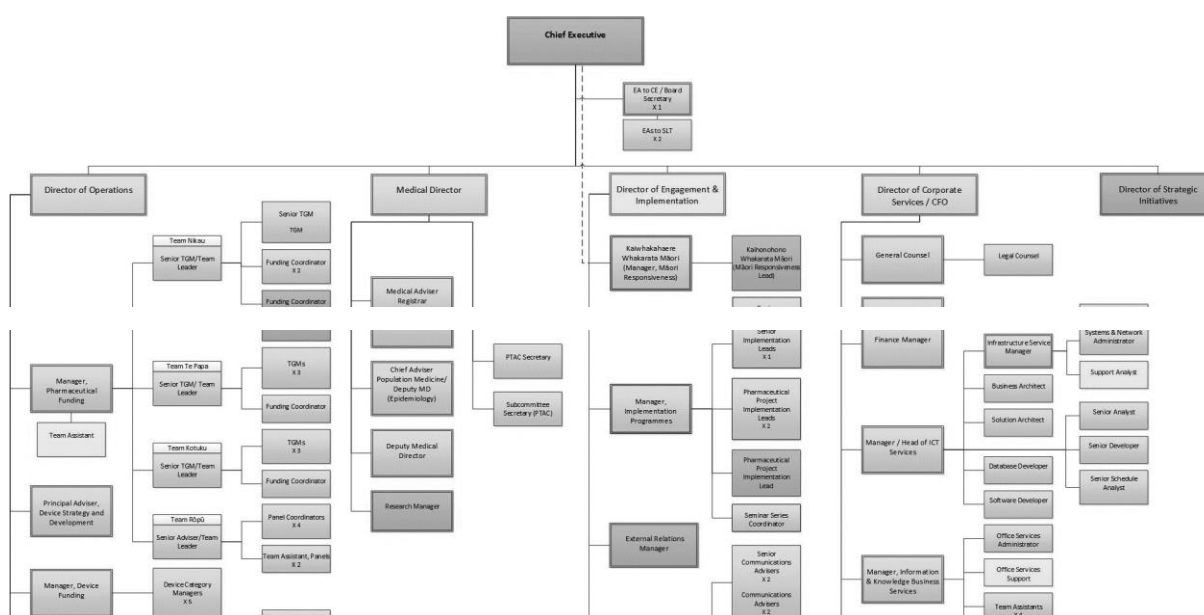 Chief Executive
EA to CE / Board
Secretary
X 1
EAs to SLT
X 2
Director of Operations
Medical Director
Director of Engagement &
Implementation
Director of Corporate
Services / CFO
Director of Strategic
Initiatives
Team Nikau
Senior TGM/Team
Leader
Senior TGM
TGM
Funding Coordinator
X 2
Funding Coordinator
Medical Adviser
Registrar
Kaiwhakahaere
Whakarata Māori
(Manager, Māori
Responsiveness)
Kaihonohono
Whakarata Māori
(Māori Responsiveness
Lead)
General Counsel
Legal Counsel
Manager,
Pharmaceutical
Funding
Team Assistant
Team Te Papa
Senior TGM/ Team
Leader
TGMs
X 3
Funding Coordinator
Team Kotuku
Senior TGM/Team
Leader
TGMs
X 3
Funding Coordinator
Principal Adviser,
Device Strategy and
Development
Team Rōpū
Senior Adviser/Team
Leader
Panel Coordinators
X 4
Team Assistant, Panels
X 2
Manager, Device
Funding
Device Category
Managers
X 5
Chief Adviser
Population Medicine/
Deputy MD
(Epidemiology)
Deputy Medical
Director
Research Manager
PTAC Secretary
Subcommittee
Secretary (PTAC)
Senior
Implementation
Leads
X 1
Manager,
Implementation
Programmes
Pharmaceutical
Project
Implementation
Leads
X 2
Pharmaceutical
Project
Implementation
Lead
Seminar Series
Coordinator
External Relations
Manager
Senior
Communications
Advisers
X 2
Communications
Advisers
X 2
Finance Manager
Infrastructure Service
Manager
Systems & Network
Administrator
Support Analyst
Business Architect
Solution Architect
Manager / Head of ICT
Services
Senior Analyst
Senior Developer
Senior Schedule
Analyst
Database Developer
Software Developer
Manager, Information
& Knowledge Business
Services
Office Services
Administrator
Office Services
Support
Team Assistants